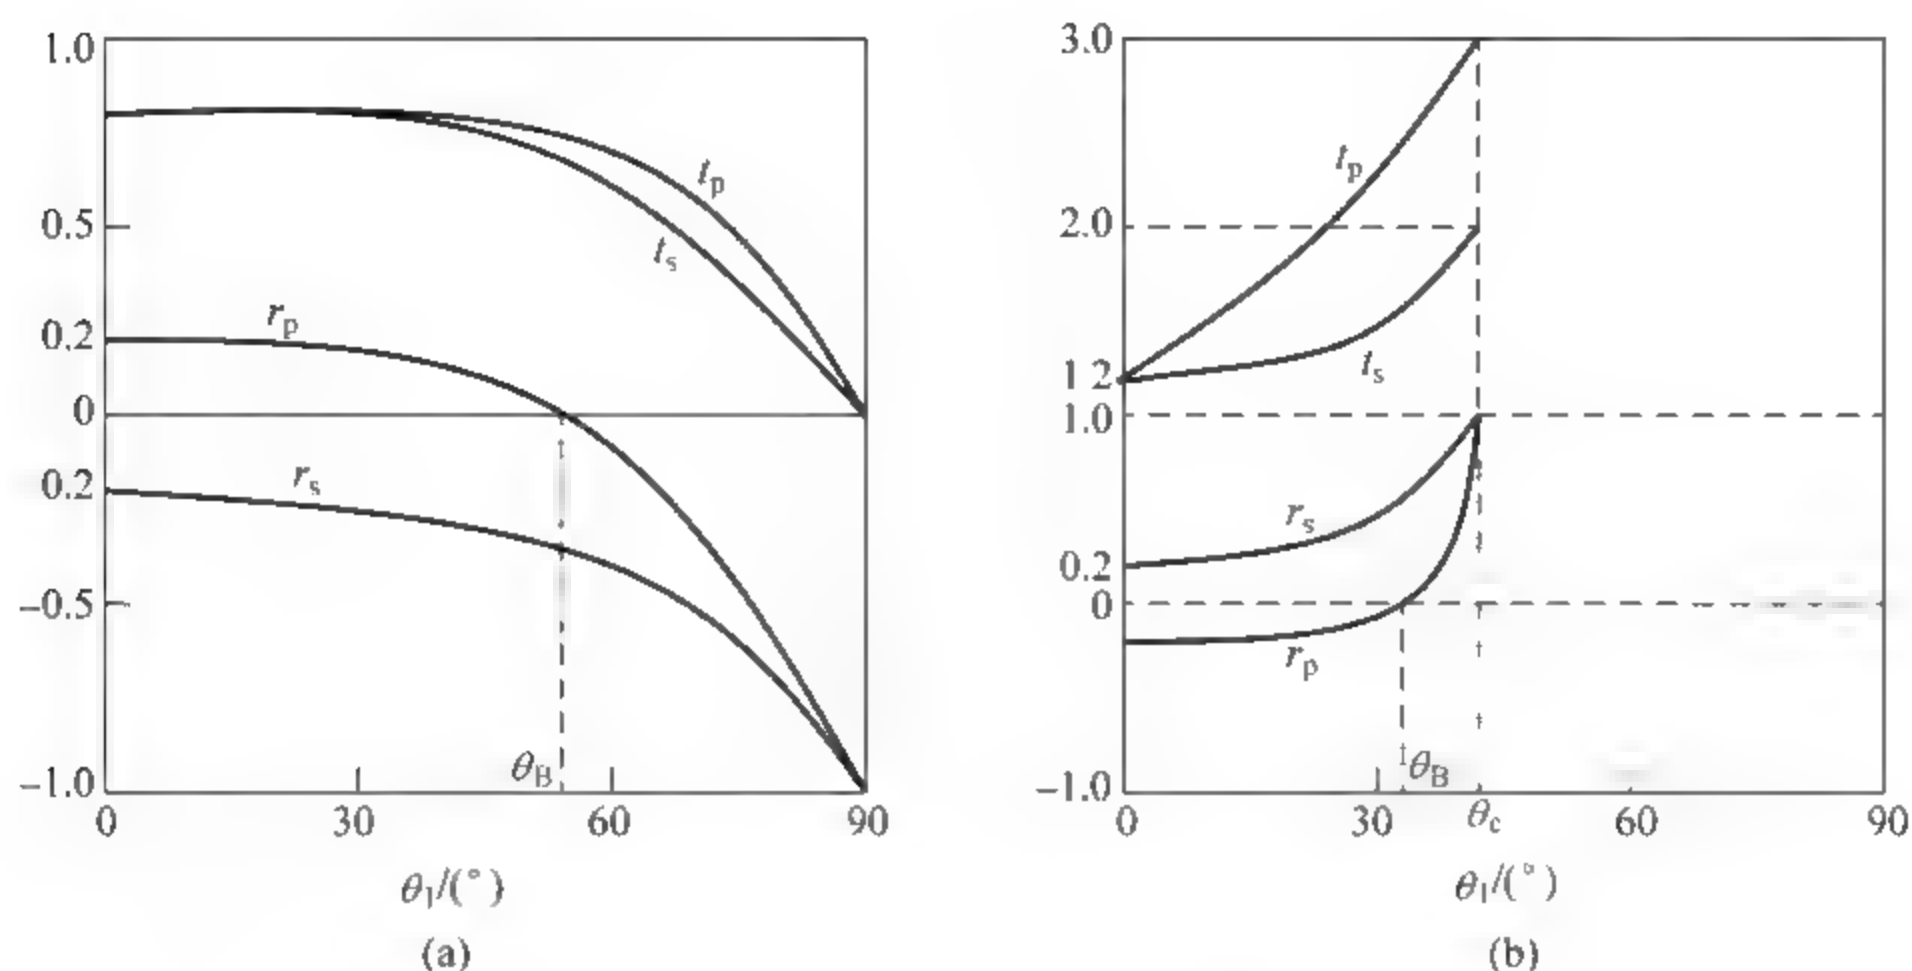 1.0
0.5
0.2
0
0.2
−0.5
−1.0
t_p
t_s
r_p
r_s
θ_B
0
30
60
90
θ_1/(°)
(a)
3.0
2.0
1.2
1.0
0.2
0
−1.0
t_p
t_s
r_s
r_p
θ_B
0
30
θ_c
60
90
θ_1/(°)
(b)